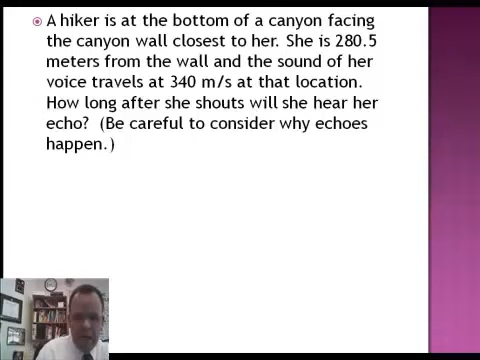 A hiker is at the bottom of a canyon facing
the canyon wall closest to her. She is 280.5
meters from the wall and the sound of her
voice travels at 340 m/s at that location.
How long after she shouts will she hear her
echo? (Be careful to consider why echoes
happen.)